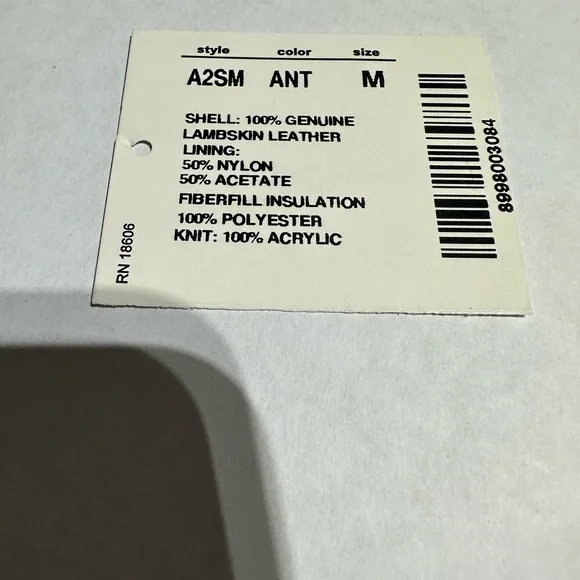 style color size
A2SM ANT M
SHELL: 100% GENUINE
LAMBSKIN LEATHER
LINING:
50% NYLON
50% ACETATE
FIBERFILL INSULATION
100% POLYESTER
KNIT: 100% ACRYLIC
RN 18606
8998003084